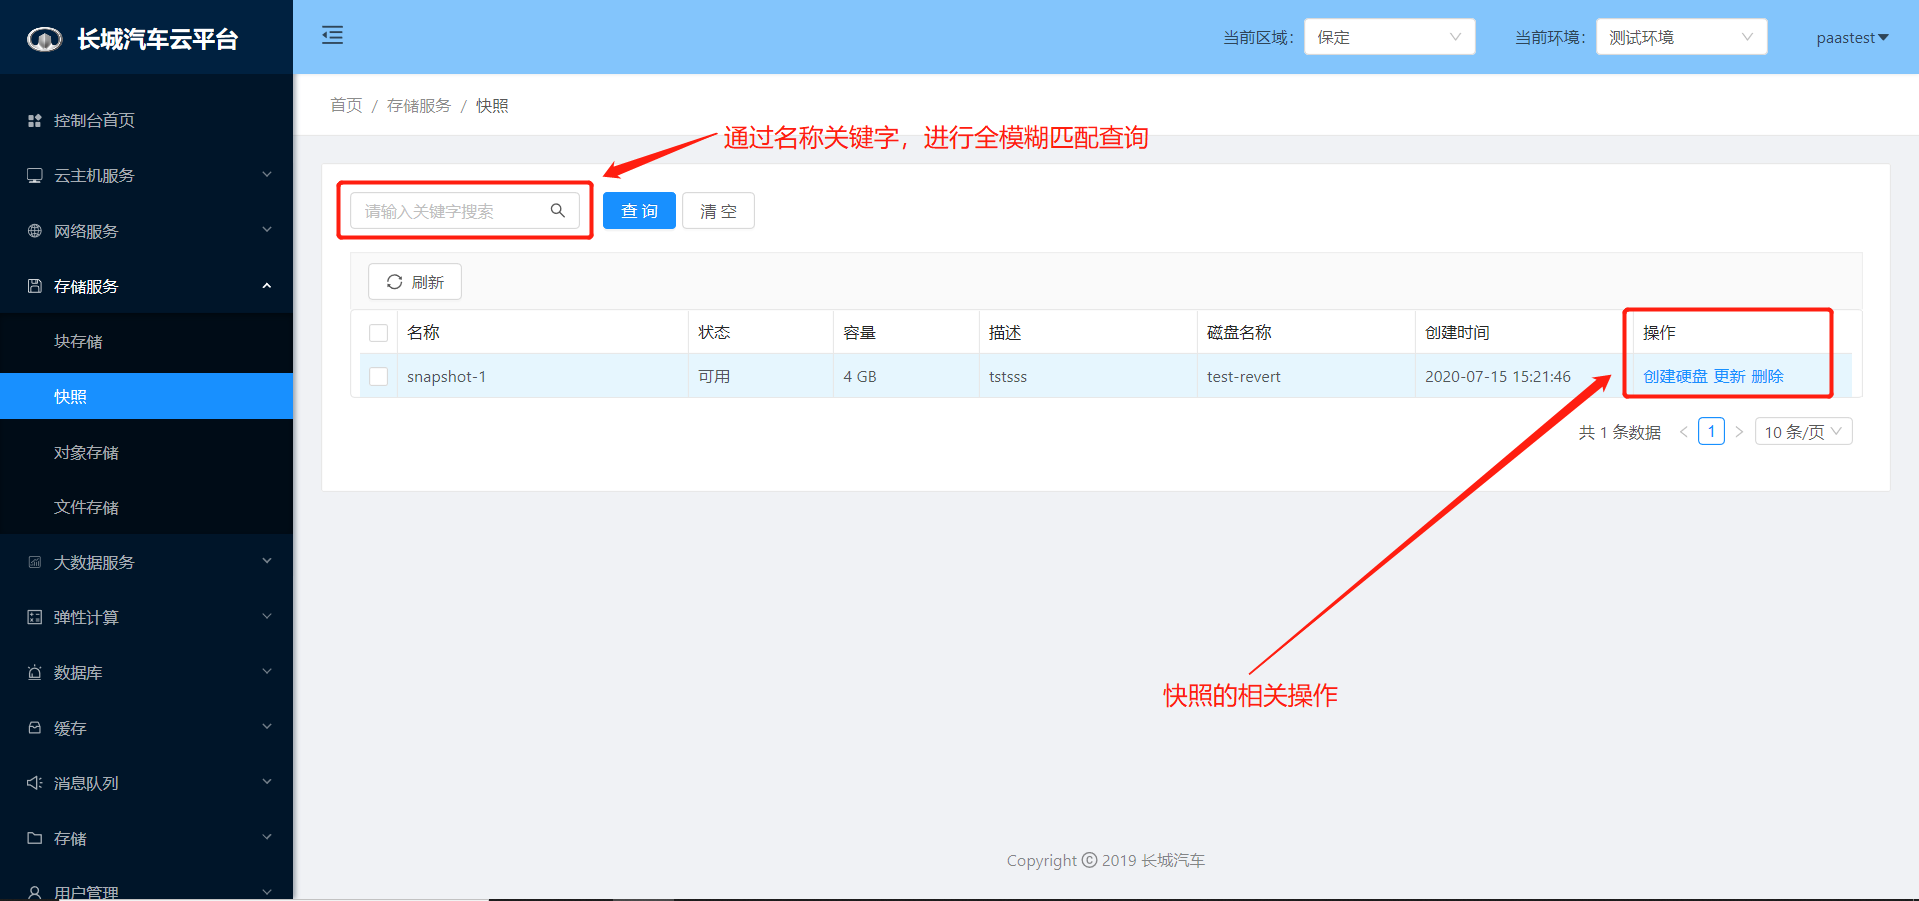 长城汽车云平台
当前区域:
保定
当前环境:
测试环境
paastest
控制台首页
云主机服务
网络服务
存储服务
块存储
快照
对象存储
文件存储
大数据服务
弹性计算
数据库
缓存
消息队列
存储
用户管理
首页 / 存储服务 / 快照
通过名称关键字，进行全模糊匹配查询
请输入关键字搜索
查 询
清 空
刷新
名称 状态 容量 描述 磁盘名称 创建时间 操作
snapshot-1 可用 4 GB tstsss test-revert 2020-07-15 15:21:46 创建硬盘 更新 删除
共 1 条数据 < 1 > 10 条/页
快照的相关操作
Copyright © 2019 长城汽车